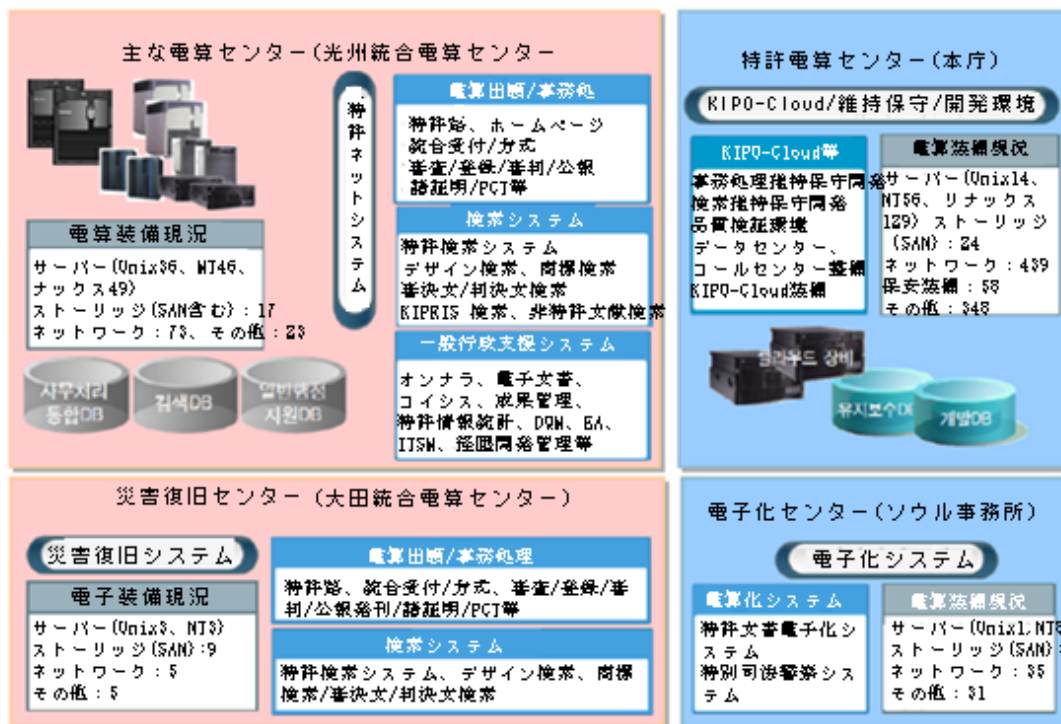 主な電算センター(光州統合電算センター
特許ネットシステム
電算装備現況
サーバー(Unix36、NT46、
ナックス49)
ストーリッジ(SAN含む):17
ネットワーク:73、その他:23
사무처리
통합DB
검색DB
일반행정
지원DB
電算出願/事務処
特許路、ホームページ
統合受付/方式
審査/登録/審判/公報
諸証明/PCT等
検索システム
特許検索システム
デザイン検索、商標検索
審決文/判決文検索
KIPRIS 検索、非特許文献検索
一般行政支援システム
オンナラ、電子文書、
コイシス、成果管理、
特許情報統計、DQM、EA、
ITSM、経歴開発管理等
特許電算センター(本庁)
KIPO-Cloud/維持保守/開発環境
KIPO-Cloud等
事務処理維持保守開発
検索維持保守開発
品質検証環境
データセンター、
コールセンター装備
KIPO-Cloud装備
電算装備現況
サーバー(Unix14、
NT56、リナックス
129) ストーリッジ
(SAN):24
ネットワーク:439
保安装備:58
その他:348
클라우드 장비
유지보수DB
개발DB
災害復旧センター(大田統合電算センター)
災害復旧システム
電子装備現況
サーバー(Unix3、NT3)
ストーリッジ(SAN):9
ネットワーク:5
その他:5
電算出願/事務処理
特許路、統合受付/方式、審査/登録/審
判/公報発刊/諸証明/PCT等
検索システム
特許検索システム、デザイン検索、商標
検索/審決文/判決文検索
電子化センター(ソウル事務所)
電子化システム
電算化システム
特許文書電子化シ
ステム
特別司法警察シス
テム
電算装備現況
サーバー(Unix1,NT8
ストーリッジ(SAN):
ネットワーク:35
その他:31